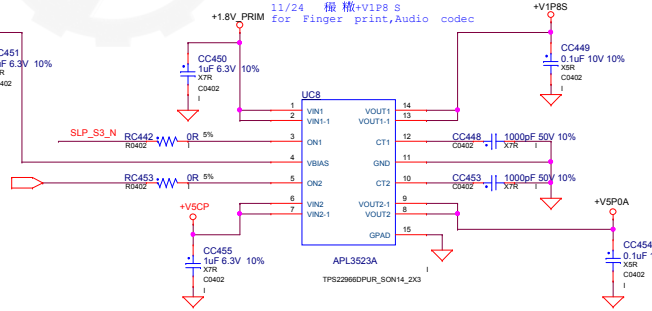 11/24 稶 檝+V1P8 S
for Finger print,Audio codec
+1.8V_PRIM
+V1P8S
CC451
uF 6.3V 10%
R
C0402
I
CC450
1uF 6.3V 10%
X7R
C0402
I
CC449
0.1uF 10V 10%
X5R
C0402
I
UC8
1 VIN1 VOUT1 14
2 VIN1-1 VOUT1-1 13
SLP_S3_N RC442 0R 5%
R0402 I
3 ON1 CT1 12
CC448 1000pF 50V 10%
C0402 X7R I
4 VBIAS GND 11
RC453 0R 5%
R0402 I
5 ON2 CT2 10
CC453 1000pF 50V 10%
C0402 X7R I
+V5CP
6 VIN2 VOUT2-1 9
7 VIN2-1 VOUT2 8
GPAD 15
+V5P0A
CC455
1uF 6.3V 10%
X7R
C0402
I
APL3523A
I
TPS22966DPUR_SON14_2X3
CC454
0.1uF 1
X5R
C0402
I